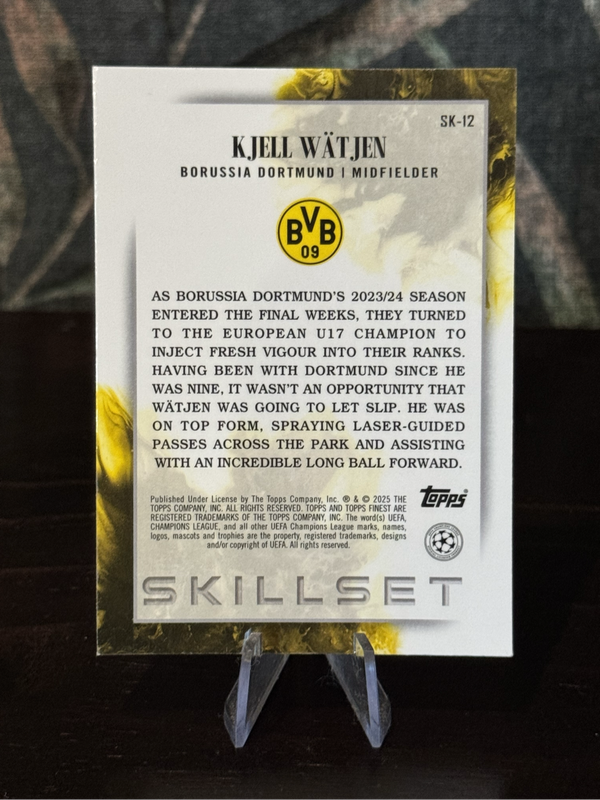 SK-12
KJELL WÄTJEN
BORUSSIA DORTMUND | MIDFIELDER
BVB
09
AS BORUSSIA DORTMUND'S 2023/24 SEASON
ENTERED THE FINAL WEEKS, THEY TURNED
TO THE EUROPEAN U17 CHAMPION TO
INJECT FRESH VIGOUR INTO THEIR RANKS.
HAVING BEEN WITH DORTMUND SINCE HE
WAS NINE, IT WASN'T AN OPPORTUNITY THAT
WÄTJEN WAS GOING TO LET SLIP. HE WAS
ON TOP FORM, SPRAYING LASER-GUIDED
PASSES ACROSS THE PARK AND ASSISTING
WITH AN INCREDIBLE LONG BALL FORWARD.
Published Under License by The Topps Company, Inc. ® & © 2025 THE
TOPPS COMPANY, INC. ALL RIGHTS RESERVED. TOPPS AND TOPPS FINEST ARE
REGISTERED TRADEMARKS OF THE TOPPS COMPANY, INC. The word(s) UEFA,
CHAMPIONS LEAGUE, and all other UEFA Champions League marks, names,
logos, mascots and trophies are the property, registered trademarks, designs
and/or copyright of UEFA. All rights reserved.
Topps®
SKILLSET